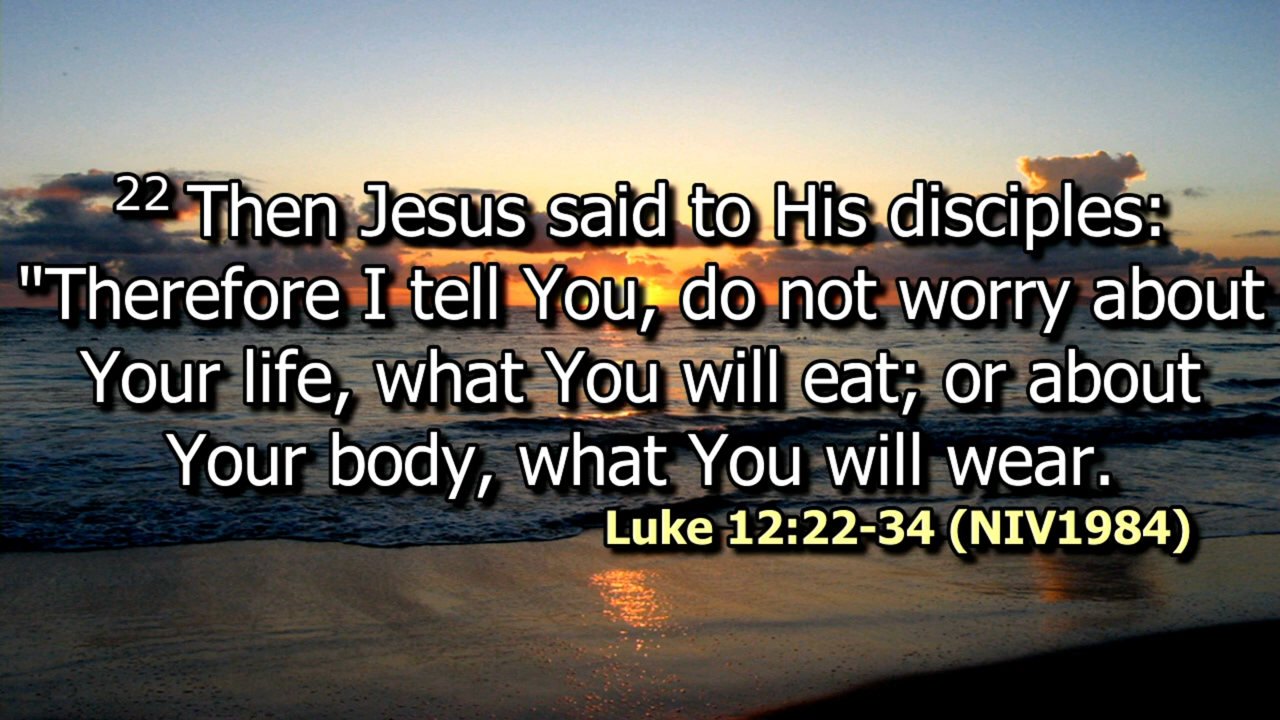 22 Then Jesus said to His disciples:
"Therefore I tell You, do not worry about
Your life, what You will eat; or about
Your body, what You will wear.
Luke 12:22-34 (NIV1984)